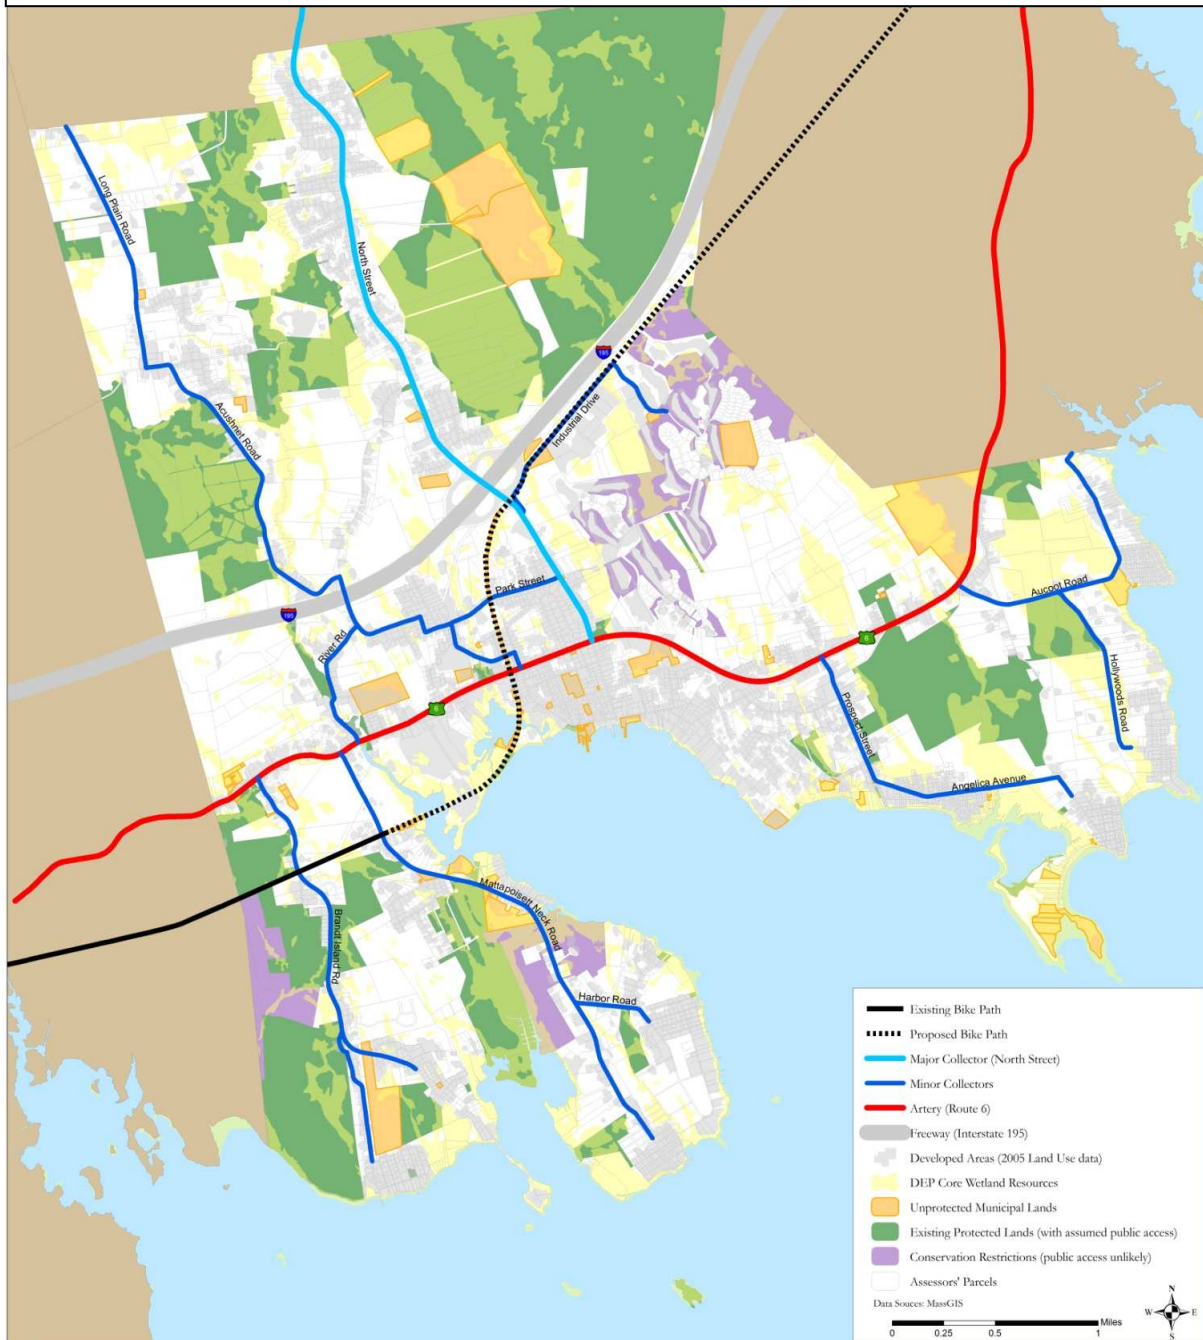 Long Plain Road
North Street
195
Industrial Drive
Acushnet Road
Park Street
Aucoot Road
195
River Rd
6
Hollywoods Road
6
Prospect Street
Angelica Avenue
Mattapoisett Neck Road
Brandt Island Rd
Harbor Road
Existing Bike Path
Proposed Bike Path
Major Collector (North Street)
Minor Collectors
Artery (Route 6)
Freeway (Interstate 195)
Developed Areas (2005 Land Use data)
DEP Core Wetland Resources
Unprotected Municipal Lands
Existing Protected Lands (with assumed public access)
Conservation Restrictions (public access unlikely)
Assessors' Parcels
Data Souces: MassGIS
N
W E
S
Miles
0 0.25 0.5 1